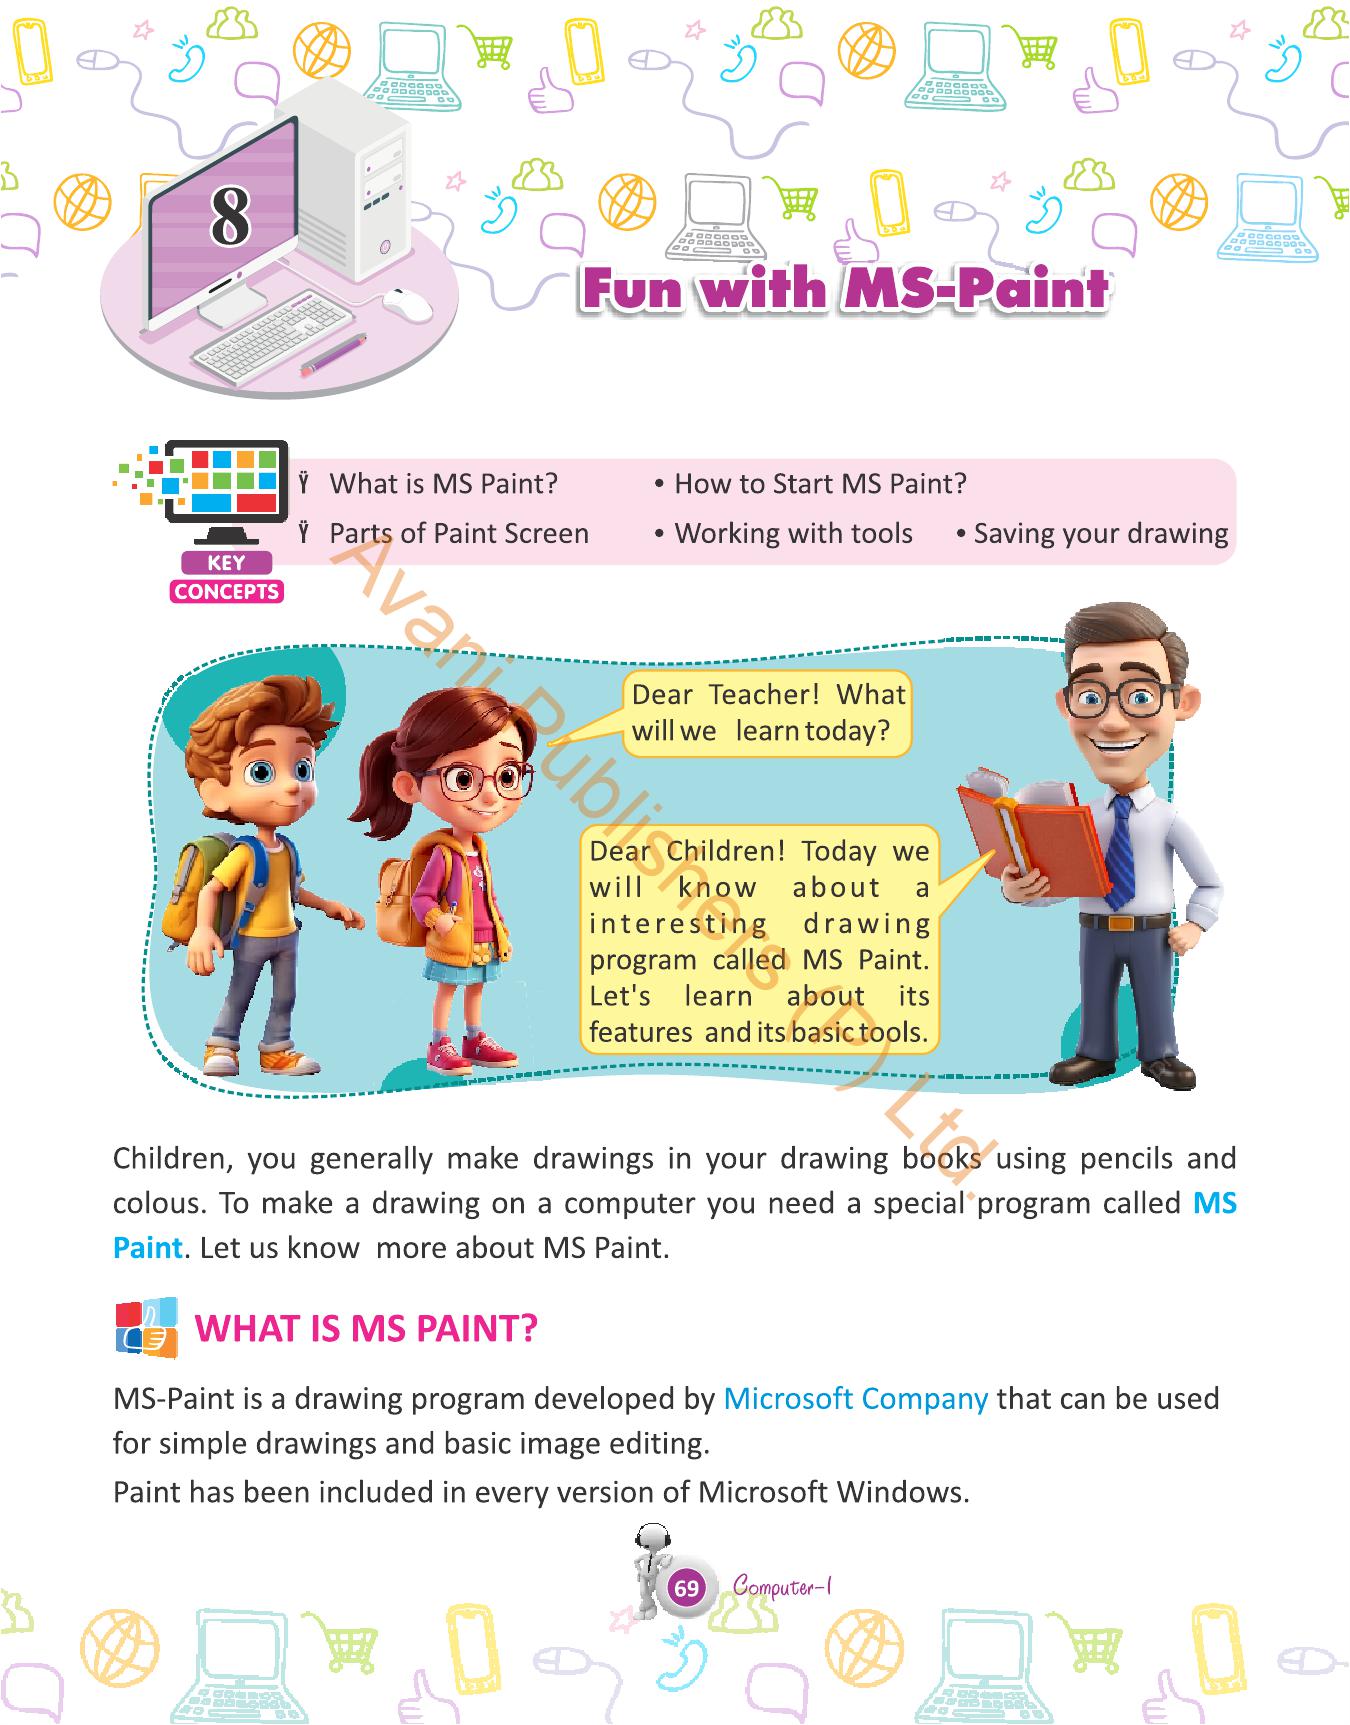 8
Fun with MS-Paint
Ÿ What is MS Paint? • How to Start MS Paint?
Ÿ Parts of Paint Screen • Working with tools • Saving your drawing
KEY
CONCEPTS
Dear Teacher! What
will we learn today?
Dear Children! Today we
will know about a
interesting drawing
program called MS Paint.
Let's learn about its
features and its basic tools.
Avani Publishers (P) Ltd.
Children, you generally make drawings in your drawing books using pencils and
colous. To make a drawing on a computer you need a special program called MS
Paint. Let us know more about MS Paint.
WHAT IS MS PAINT?
MS-Paint is a drawing program developed by Microsoft Company that can be used
for simple drawings and basic image editing.
Paint has been included in every version of Microsoft Windows.
69 Computer-1